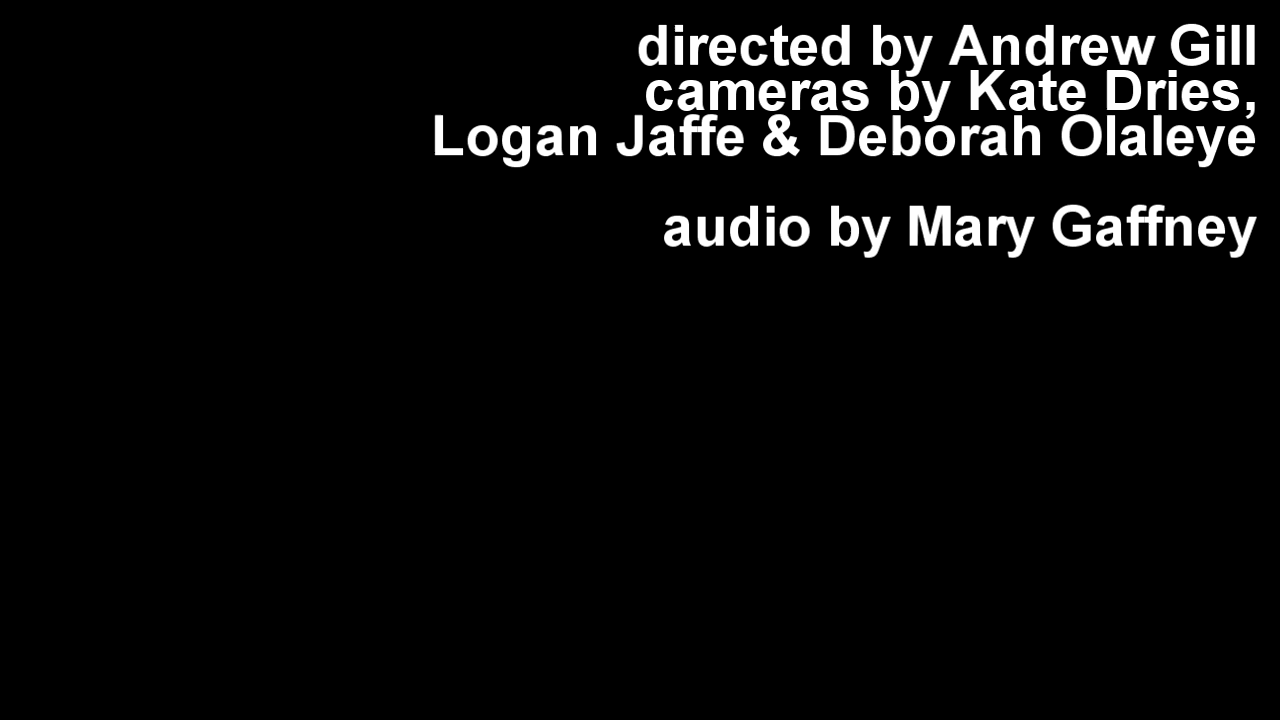 directed by Andrew Gill
cameras by Kate Dries,
Logan Jaffe & Deborah Olaleye
audio by Mary Gaffney